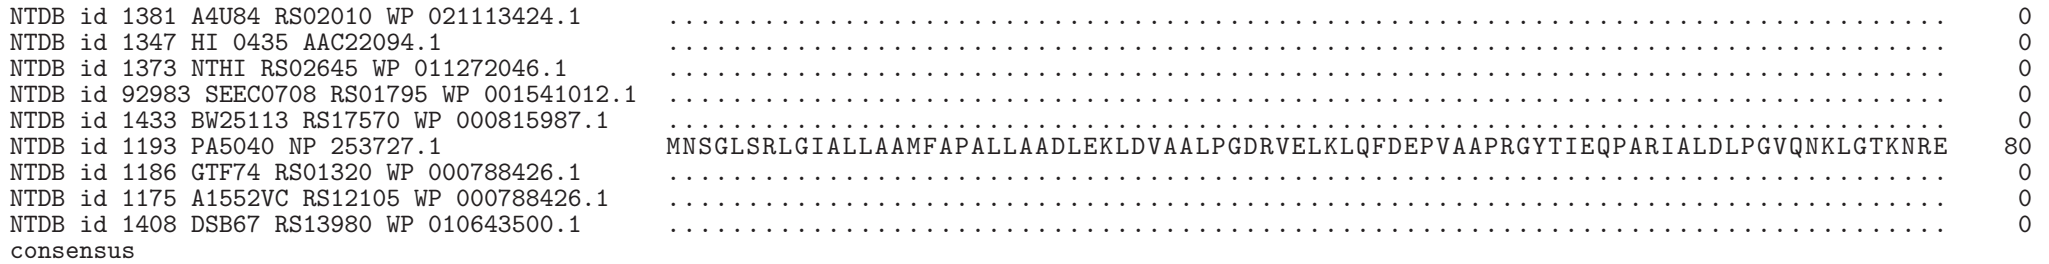 NTDB id 1381 A4U84 RS02010 WP 021113424.1 ................................................................................ 0
NTDB id 1347 HI 0435 AAC22094.1 ................................................................................ 0
NTDB id 1373 NTHI RS02645 WP 011272046.1 ................................................................................ 0
NTDB id 92983 SEEC0708 RS01795 WP 001541012.1 ................................................................................ 0
NTDB id 1433 BW25113 RS17570 WP 000815987.1 ................................................................................ 0
NTDB id 1193 PA5040 NP 253727.1 MNSGLSRLGIALLAAMFAPALLAADLEKLDVAALPGDRVELKLQFDEPVAAPRGYTIEQPARIALDLPGVQNKLGTKNRE 80
NTDB id 1186 GTF74 RS01320 WP 000788426.1 ................................................................................ 0
NTDB id 1175 A1552VC RS12105 WP 000788426.1 ................................................................................ 0
NTDB id 1408 DSB67 RS13980 WP 010643500.1 ................................................................................ 0
consensus